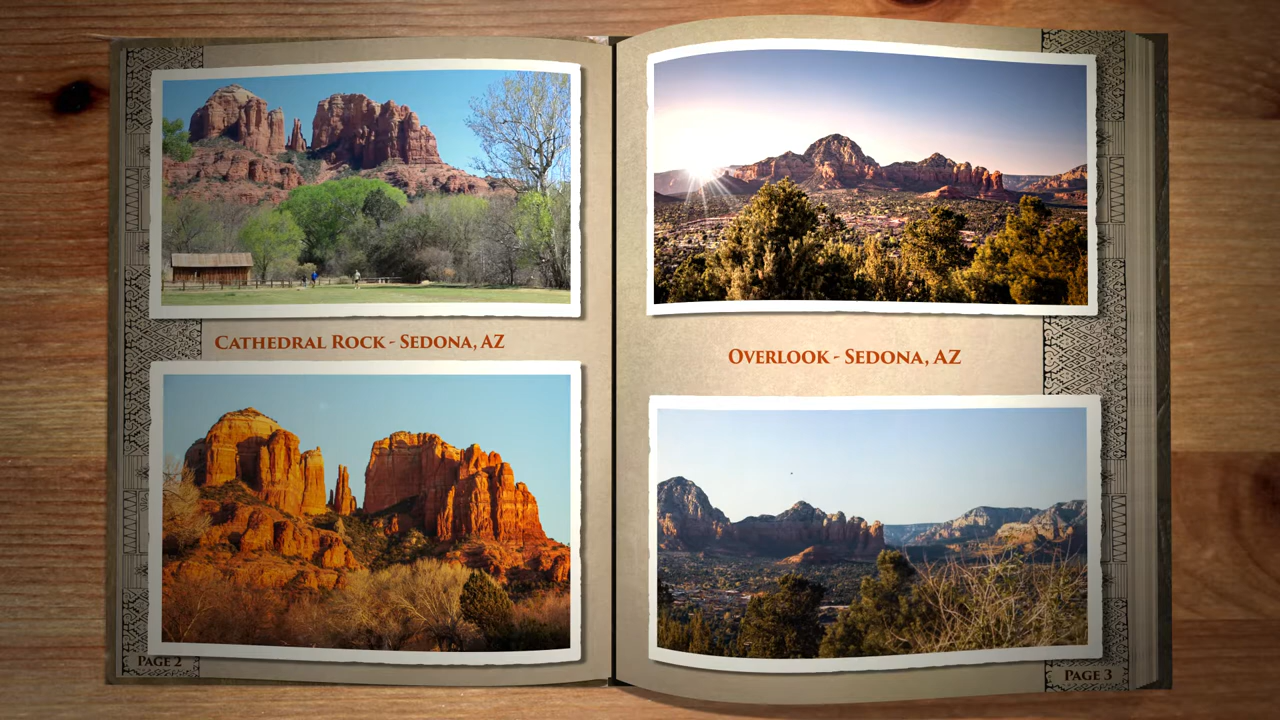 Cathedral Rock - Sedona, AZ
Page 2
Overlook - Sedona, AZ
Page 3